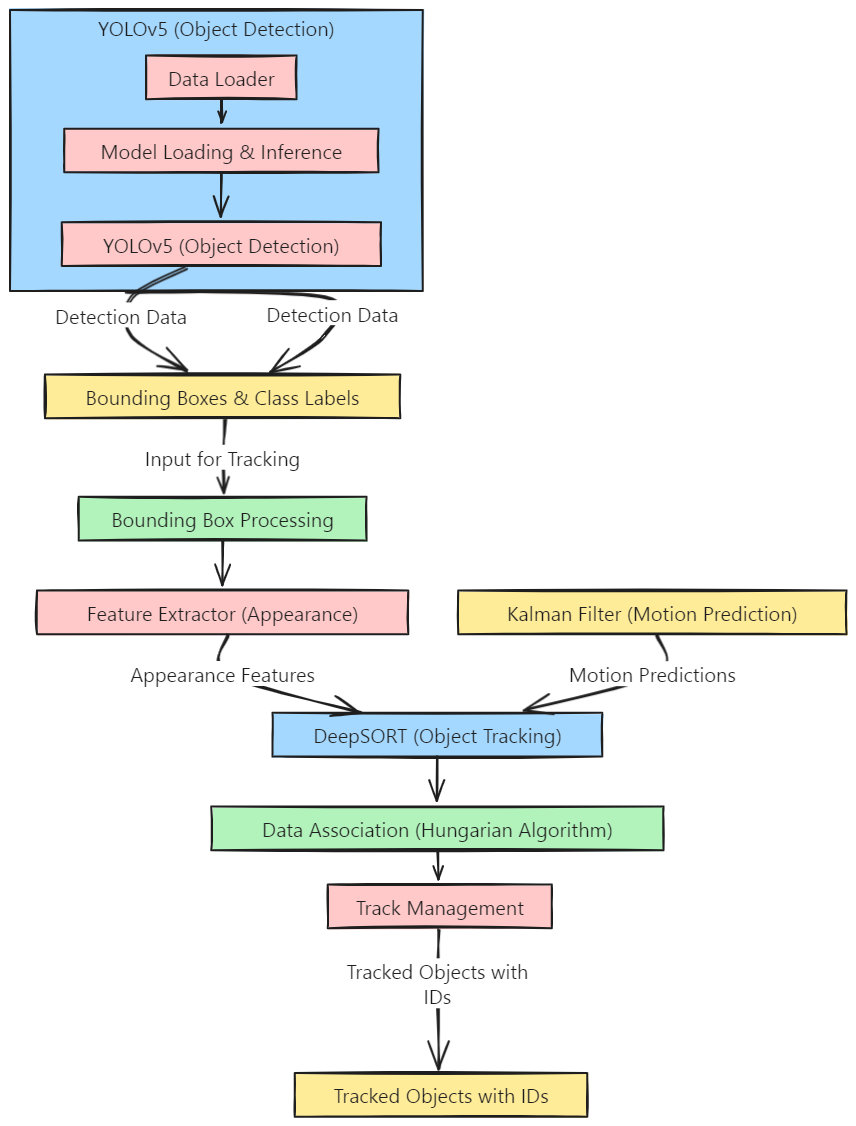 YOLOv5 (Object Detection)
Data Loader
Model Loading & Inference
YOLOv5 (Object Detection)
Detection Data
Detection Data
Bounding Boxes & Class Labels
Input for Tracking
Bounding Box Processing
Feature Extractor (Appearance)
Kalman Filter (Motion Prediction)
Appearance Features
Motion Predictions
DeepSORT (Object Tracking)
Data Association (Hungarian Algorithm)
Track Management
Tracked Objects with
IDs
Tracked Objects with IDs